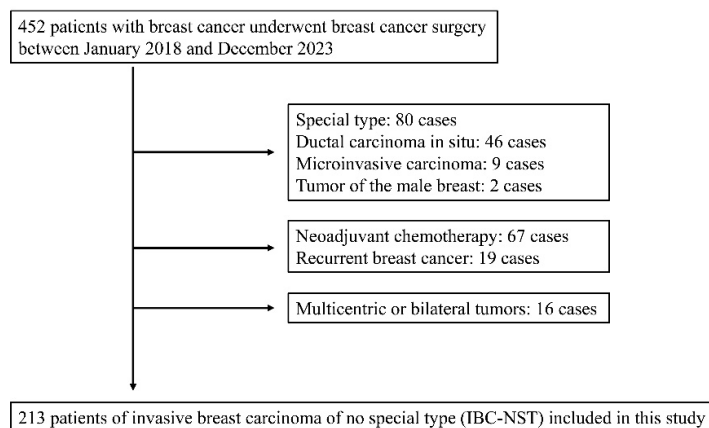 452 patients with breast cancer underwent breast cancer surgery
between January 2018 and December 2023
Special type: 80 cases
Ductal carcinoma in situ: 46 cases
Microinvasive carcinoma: 9 cases
Tumor of the male breast: 2 cases
Neoadjuvant chemotherapy: 67 cases
Recurrent breast cancer: 19 cases
Multicentric or bilateral tumors: 16 cases
213 patients of invasive breast carcinoma of no special type (IBC-NST) included in this study